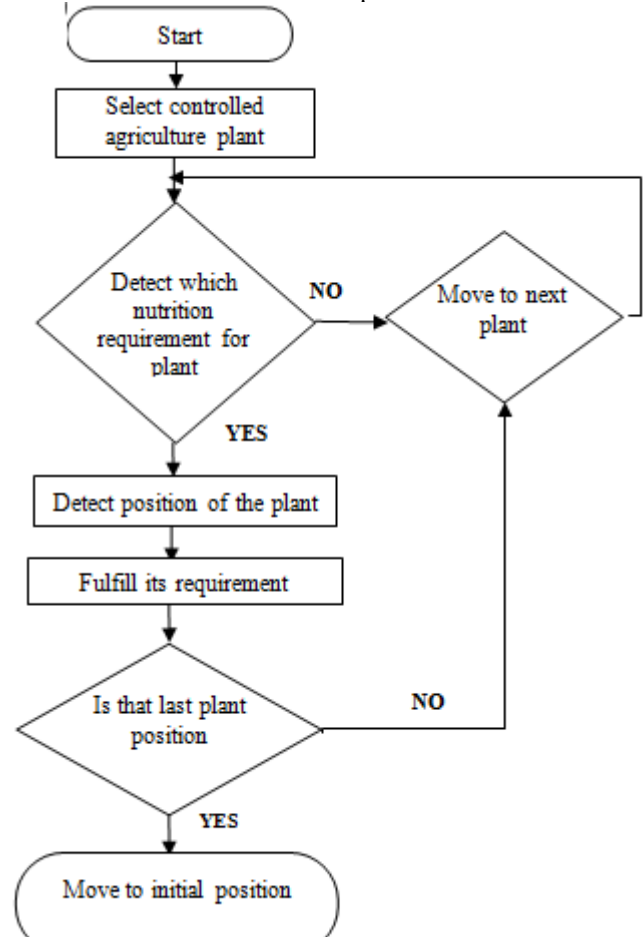 Start
Select controlled
agriculture plant
Detect which
nutrition
requirement for
plant
NO
Move to next
plant
YES
Detect position of the plant
Fulfill its requirement
Is that last plant
position
NO
YES
Move to initial position